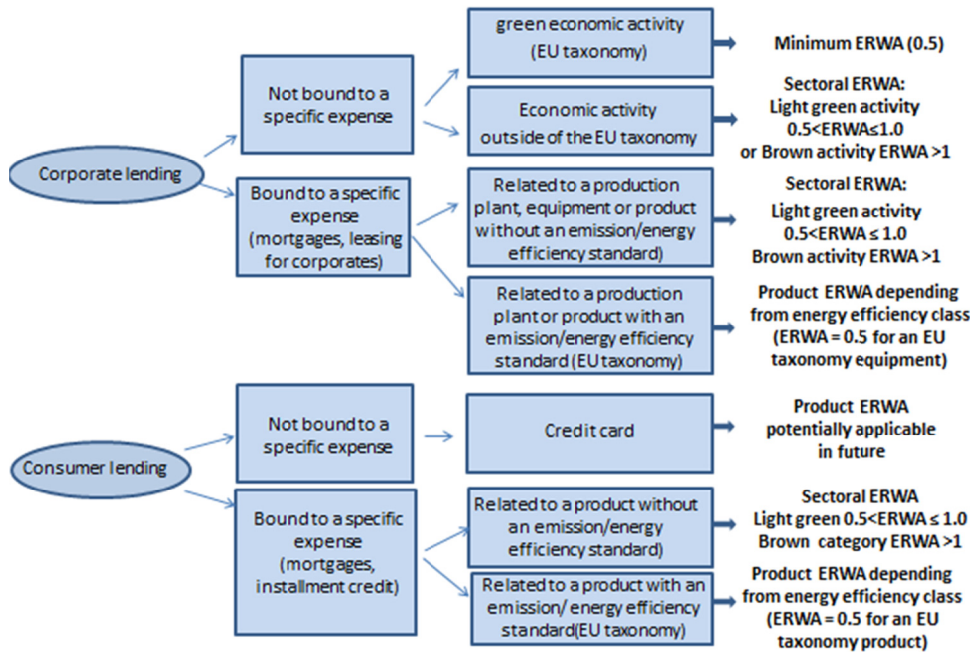 green economic activity
(EU taxonomy)
Minimum ERWA (0.5)
Not bound to a
specific expense
Economic activity
outside of the EU taxonomy
Sectoral ERWA:
Light green activity
0.5<ERWA≤1.0
or Brown activity ERWA >1
Corporate lending
Bound to a specific
expense
(mortgages, leasing
for corporates)
Related to a production
plant, equipment or product
without an emission/energy
efficiency standard)
Sectoral ERWA:
Light green activity
0.5<ERWA ≤ 1.0
Brown activity ERWA >1
Related to a production
plant or product with an
emission/energy efficiency
standard (EU taxonomy)
Product ERWA depending
from energy efficiency class
(ERWA = 0.5 for an EU
taxonomy equipment)
Consumer lending
Not bound to a
specific expense
Credit card
Product ERWA
potentially applicable
in future
Bound to a specific
expense
(mortgages,
installment credit)
Related to a product without
an emission/energy
efficiency standard)
Sectoral ERWA
Light green 0.5<ERWA ≤ 1.0
Brown category ERWA >1
Related to a product with an
emission/ energy efficiency
standard(EU taxonomy)
Product ERWA depending
from energy efficiency class
(ERWA = 0.5 for an EU
taxonomy product)